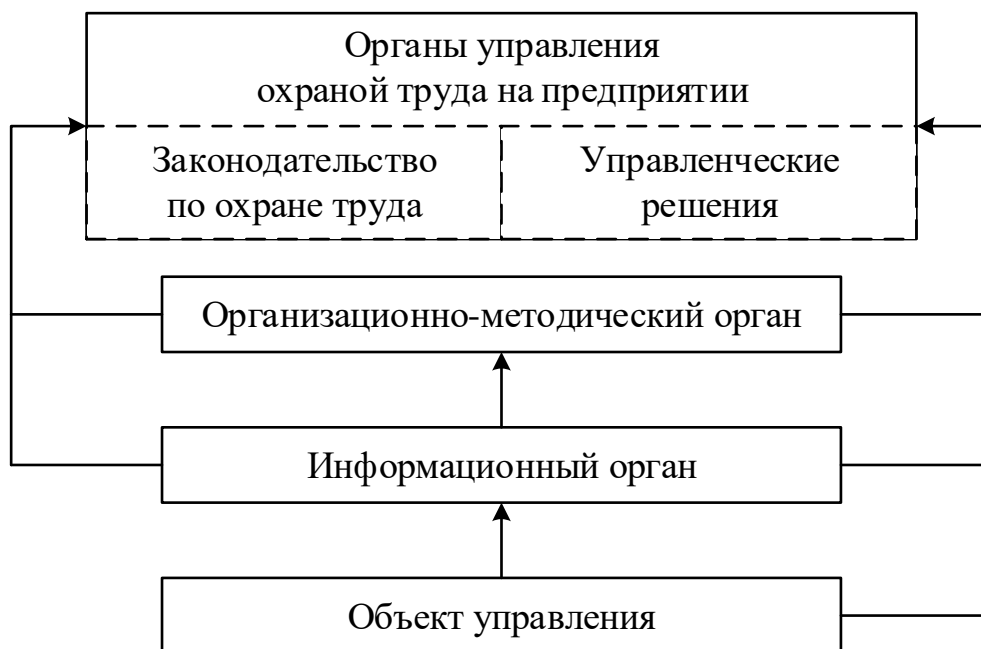 Органы управления
охраной труда на предприятии
Законодательство
по охране труда
Управленческие
решения
Организационно-методический орган
Информационный орган
Объект управления